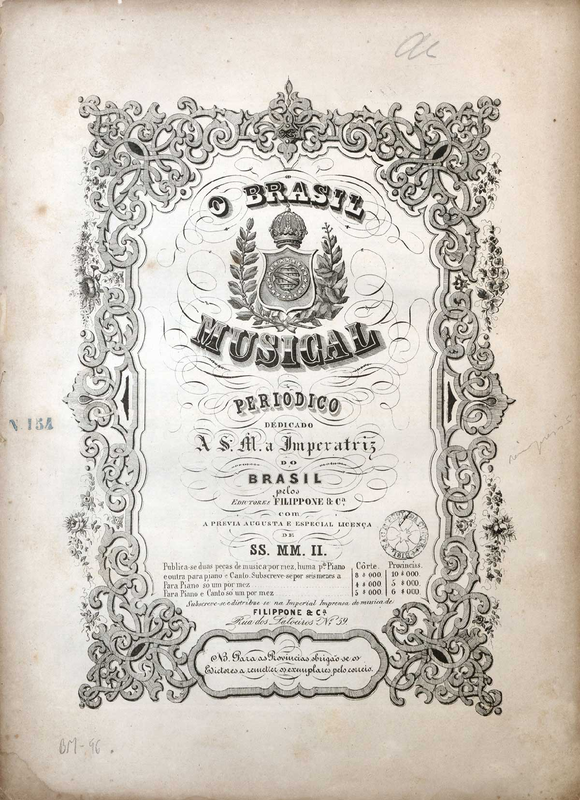 O BRASIL
MUSICAL
PERIÓDICO
DEDICADO
A S. M. a Imperatriz
DO
BRASIL
pelos
EDICTORES FILIPPONE & Cª
com
A PREVIA AUGUSTA E ESPECIAL LICENÇA
DE
SS. MM. II.
Publica-se duas peças de musica por mez, huma pª Piano
e outra para piano e Canto. Subscreve se por seis mezes a
Para Piano só um por mez
Para Piano e Canto só um por mez
Côrte. Provincias.
8 $ 000 10 $ 000
4 $ 000 5 $ 000
5 $ 000 6 $ 000
Subscreve-se e distribue se na Imperial Imprensa de musica de
FILIPPONE & Cª
Rua dos Latoeiros Nº 59.
NB. Para as Provincias obrigão-se os
Edictores a remetter os exemplares pelo correio.
N. 154
BM-96.